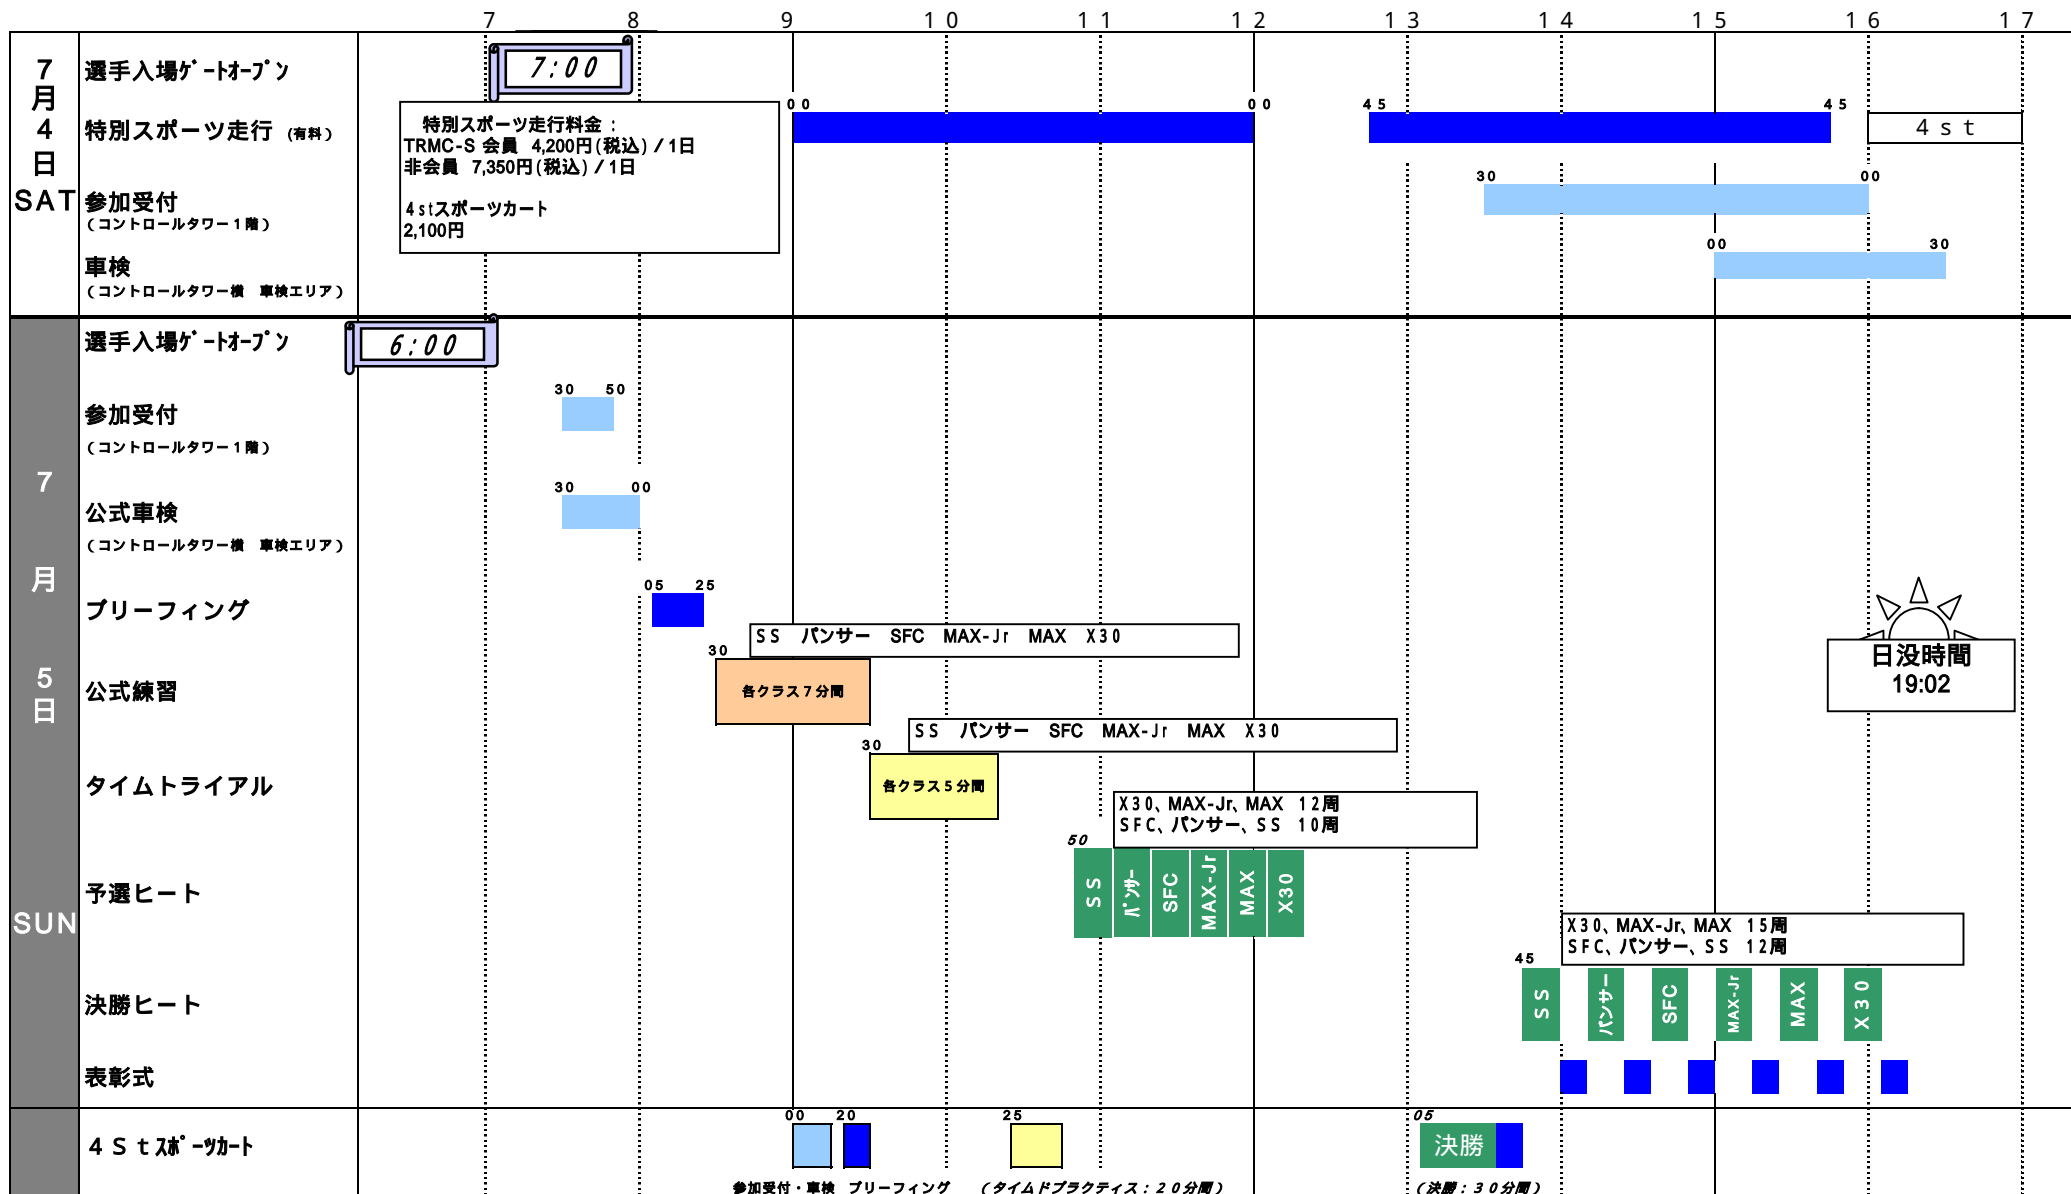 7 8 9 10 11 12 13 14 15 16 17
7月4日
SAT
選手入場ｹﾞｰﾄｵｰﾌﾟﾝ
7:00
特別スポーツ走行 (有料)
特別スポーツ走行料金：
TRMC-S 会員 4,200円(税込)/1日
非会員 7,350円(税込)/1日
4stスポーツカート
2,100円
00 00 45 45
4st
参加受付
(コントロールタワー1階)
30 00
車検
(コントロールタワー横 車検エリア)
00 30
7月5日
SUN
選手入場ｹﾞｰﾄｵｰﾌﾟﾝ
6:00
参加受付
(コントロールタワー1階)
30 50
公式車検
(コントロールタワー横 車検エリア)
30 00
ブリーフィング
05 25
SS パンサー SFC MAX-Jr MAX X30
公式練習
30
各クラス7分間
日没時間
19:02
SS パンサー SFC MAX-Jr MAX X30
タイムトライアル
30
各クラス5分間
X30、MAX-Jr、MAX 12周
SFC、パンサー、SS 10周
予選ヒート
50
SS
ﾊﾟﾝｻｰ
SFC
MAX-Jr
MAX
X30
X30、MAX-Jr、MAX 15周
SFC、パンサー、SS 12周
決勝ヒート
45
SS
パンサー
SFC
MAX-Jr
MAX
X30
表彰式
4Stｽﾎﾟｰﾂｶｰﾄ
00 20 25 05
決勝
参加受付・車検 ブリーフィング (タイムドプラクティス：20分間) (決勝：30分間)